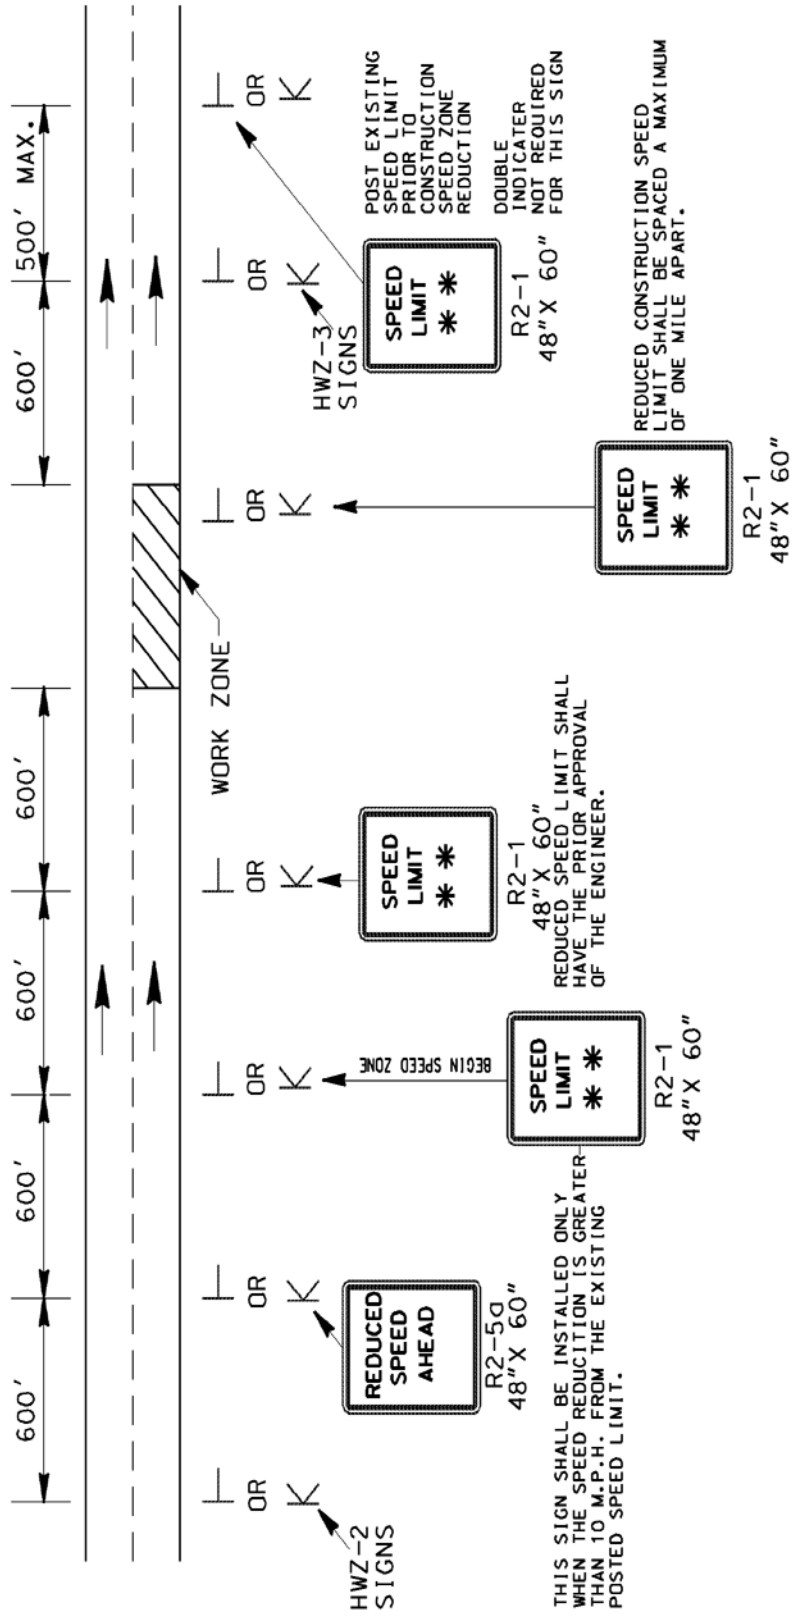 600'
600'
600'
600'
600'
500' MAX.
WORK ZONE
HWZ-2
SIGNS
⊥
OR
K
REDUCED
SPEED
AHEAD
R2-5a
48"X 60"
⊥
OR
K
THIS SIGN SHALL BE INSTALLED ONLY
WHEN THE SPEED REDUCITION IS GREATER
THAN 10 M.P.H. FROM THE EXISTING
POSTED SPEED LIMIT.
⊥
OR
K
BEGIN SPEED ZONE
SPEED
LIMIT
* *
R2-1
48"X 60"
⊥
OR
K
SPEED
LIMIT
* *
R2-1
48"X 60"
REDUCED SPEED LIMIT SHALL
HAVE THE PRIOR APPROVAL
OF THE ENGINEER.
⊥
OR
K
SPEED
LIMIT
* *
R2-1
48"X 60"
REDUCED CONSTRUCTION SPEED
LIMIT SHALL BE SPACED A MAXIMUM
OF ONE MILE APART.
⊥
OR
K
HWZ-3
SIGNS
⊥
OR
K
SPEED
LIMIT
* *
R2-1
48"X 60"
POST EXISTING
SPEED LIMIT
PRIOR TO
CONSTRUCTION
SPEED ZONE
REDUCTION
DOUBLE
INDICATER
NOT REQUIRED
FOR THIS SIGN